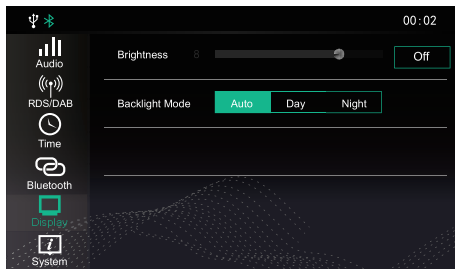 00:02
Audio
Brightness 8 Off
RDS/DAB
Backlight Mode Auto Day Night
Time
Bluetooth
Display
System